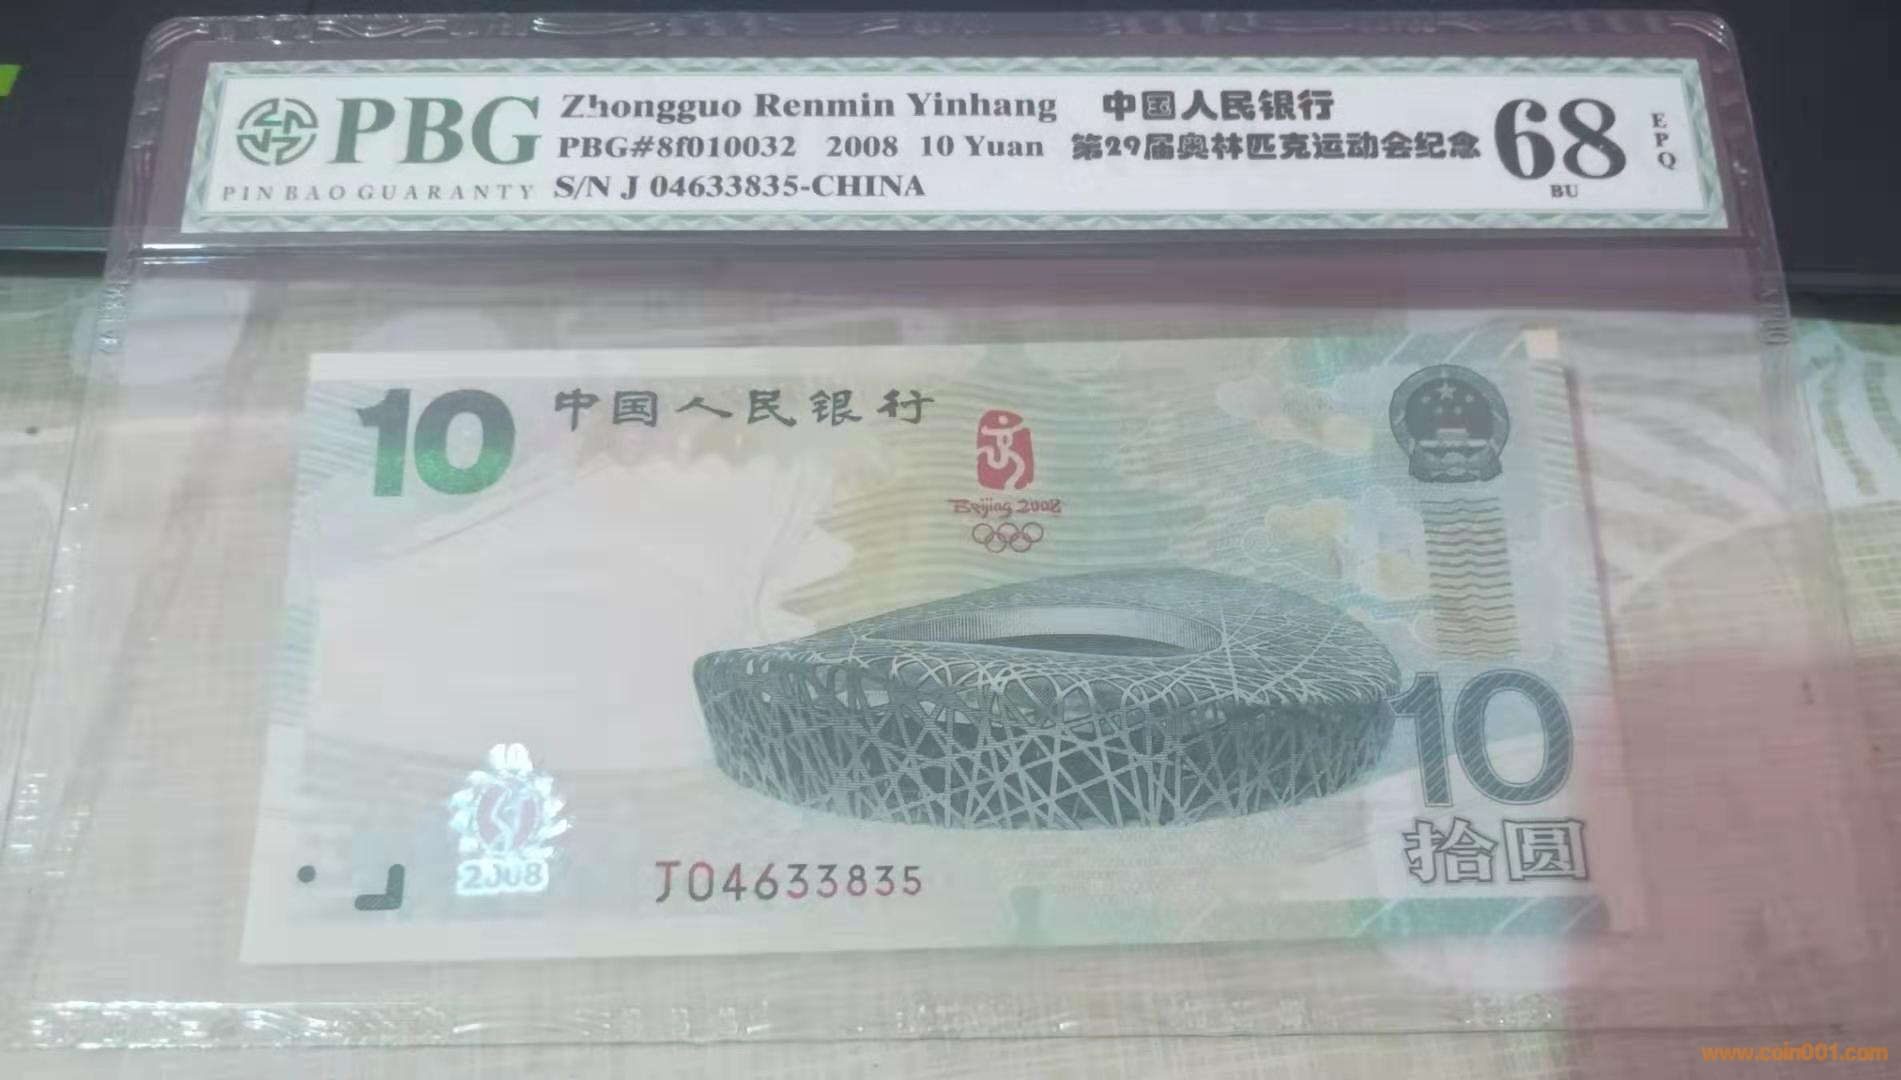 PBG
PIN BAO GUARANTY
Zhongguo Renmin Yinhang 中国人民银行
PBG#8f010032 2008 10 Yuan 第29届奥林匹克运动会纪念
S/N J 04633835-CHINA
68
BU
EPQ
10 中国人民银行
Beijing 2008
10
拾圆
10
2008
J04633835
www.coin001.com